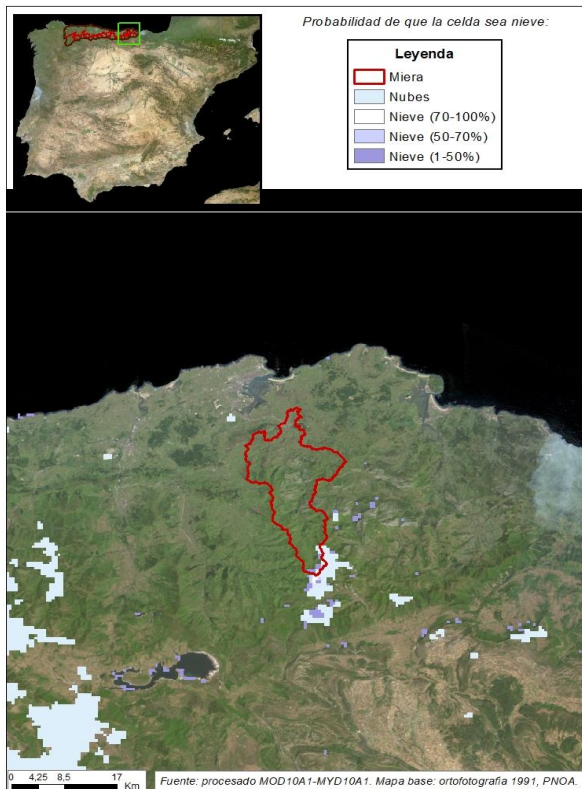 Probabilidad de que la celda sea nieve:
Leyenda
Miera
Nubes
Nieve (70-100%)
Nieve (50-70%)
Nieve (1-50%)
0 4,25 8,5 17
Km
Fuente: procesado MOD10A1-MYD10A1. Mapa base: ortofotografia 1991, PNOA.